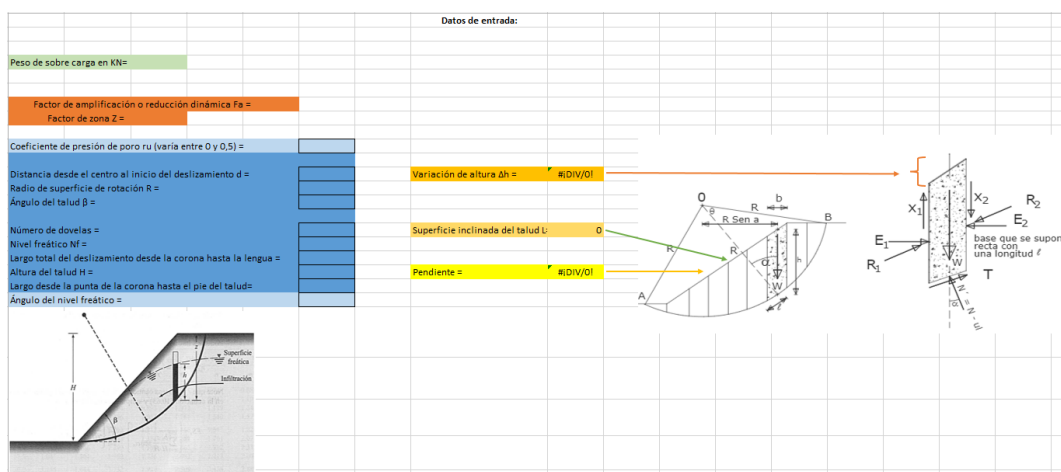 Datos de entrada:
Peso de sobre carga en KN=
Factor de amplificación o reducción dinámica Fa =
Factor de zona Z =
Coeficiente de presión de poro ru (varía entre 0 y 0,5) =
Distancia desde el centro al inicio del deslizamiento d =
Radio de superficie de rotación R =
Ángulo del talud β =
Número de dovelas =
Nivel freático Nf =
Largo total del deslizamiento desde la corona hasta la lengua =
Altura del talud H =
Largo desde la punta de la corona hasta el pie del talud=
Ángulo del nivel freático =
Variación de altura Δh = #¡DIV/0!
Superficie inclinada del talud L 0
Pendiente = #¡DIV/0!
O
R
b
R Sen a
B
R
R
α
h
W
A
ℓ
X1
X2
R2
E2
E1
R1
base que se supon
recta con
una longitud ℓ
W
T
α
N' = N - uℓ
z
Superficie
freática
H
h
Infiltración
β